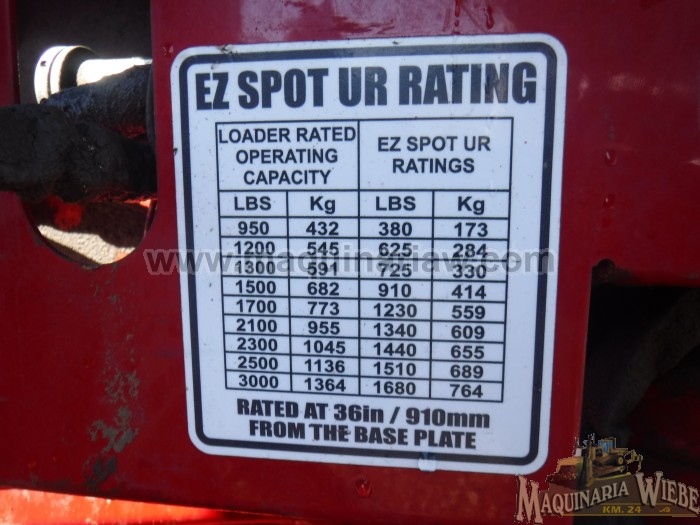 EZ SPOT UR RATING
LOADER RATED OPERATING CAPACITY EZ SPOT UR RATINGS
LBS Kg LBS Kg
950 432 380 173
1200 545 625 284
1300 591 725 330
1500 682 910 414
1700 773 1230 559
2100 955 1340 609
2300 1045 1440 655
2500 1136 1510 689
3000 1364 1680 764
RATED AT 36in / 910mm
FROM THE BASE PLATE
www.maquinariaw.com
MAQUINARIA WIEBE
KM. 24